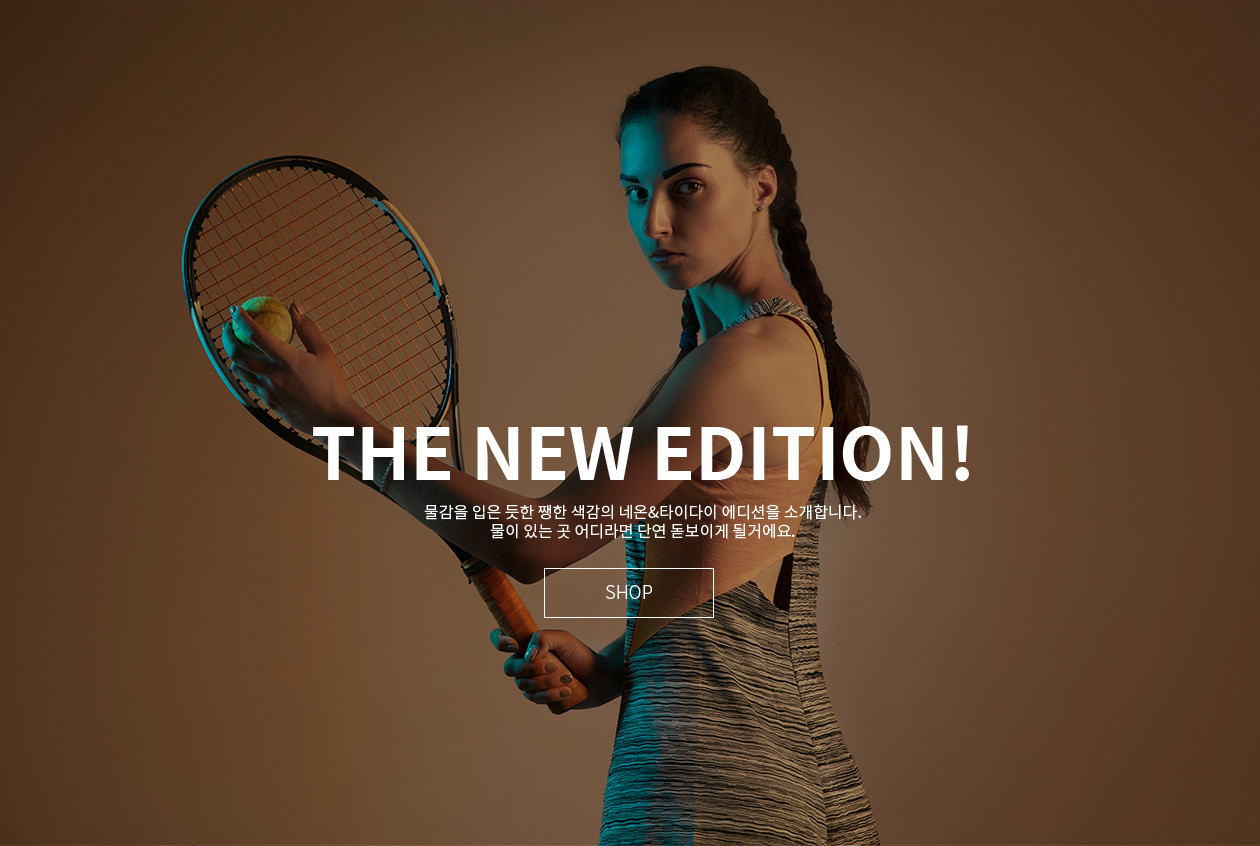 THE NEW EDITION!
물감을 입은 듯한 쨍한 색감의 네온&타이다이 에디션을 소개합니다.
물이 있는 곳 어디라면 단연 돋보이게 될거에요.
SHOP